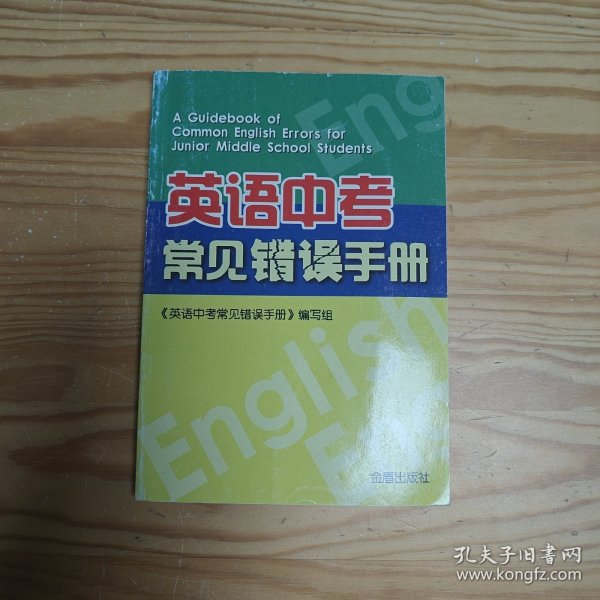 A Guidebook of
Common English Errors for
Junior Middle School Students
英语中考
常见错误手册
《英语中考常见错误手册》编写组
English
English
金盾出版社
孔夫子旧书网
www.kongfz.com